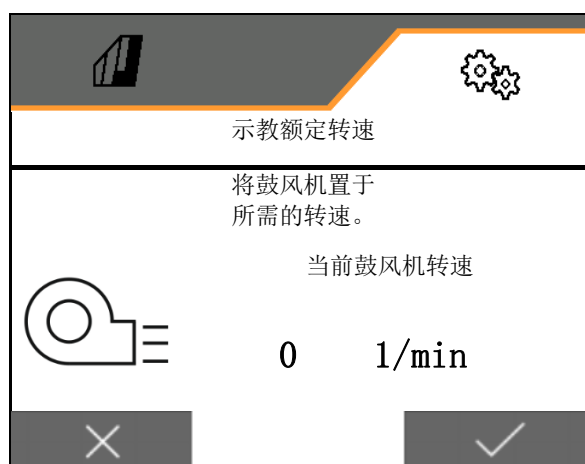 示教额定转速
将鼓风机置于
所需的转速。
当前鼓风机转速
0 1/min